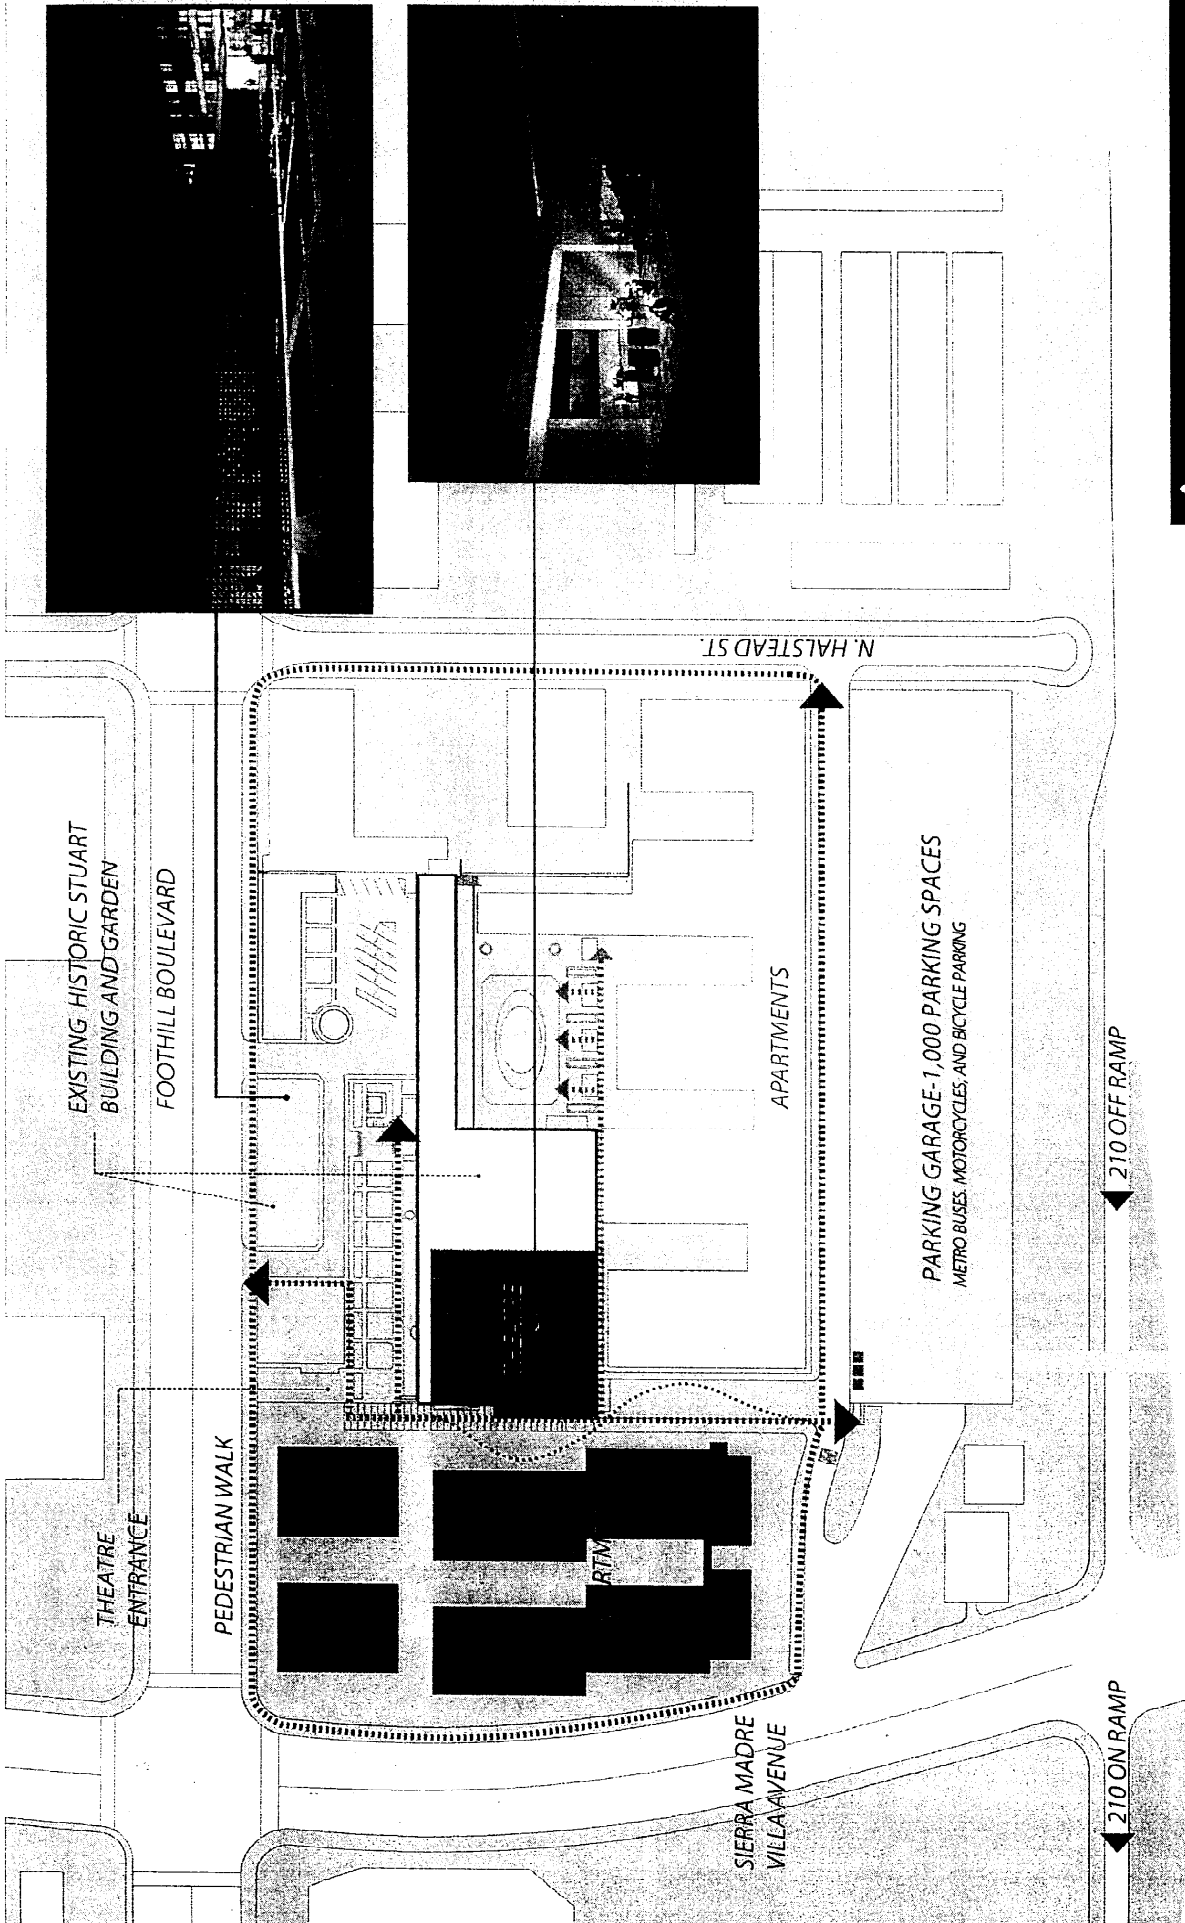 THEATRE
ENTRANCE
PEDESTRIAN WALK
EXISTING HISTORIC STUART
BUILDING AND GARDEN
FOOTHILL BOULEVARD
N. HALSTEAD ST.
RTM
APARTMENTS
SIERRA MADRE
VILLA AVENUE
PARKING GARAGE-1,000 PARKING SPACES
METRO BUSES, MOTORCYCLES, AND BICYCLE PARKING
210 ON RAMP
210 OFF RAMP